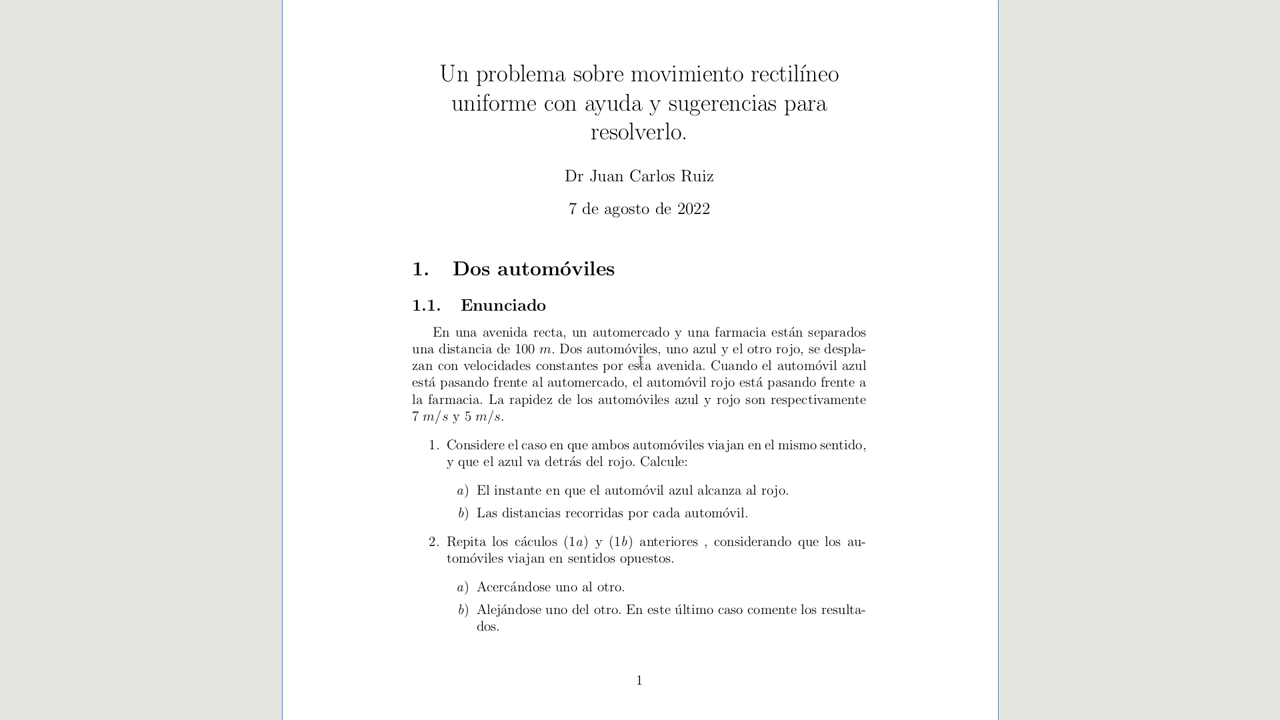 Un problema sobre movimiento rectilíneo
uniforme con ayuda y sugerencias para
resolverlo.
Dr Juan Carlos Ruiz
7 de agosto de 2022
1. Dos automóviles
1.1. Enunciado
En una avenida recta, un automercado y una farmacia están separados
una distancia de 100 m. Dos automóviles, uno azul y el otro rojo, se despla-
zan con velocidades constantes por esta avenida. Cuando el automóvil azul
está pasando frente al automercado, el automóvil rojo está pasando frente a
la farmacia. La rapidez de los automóviles azul y rojo son respectivamente
7 m/s y 5 m/s.
1. Considere el caso en que ambos automóviles viajan en el mismo sentido,
y que el azul va detrás del rojo. Calcule:
a) El instante en que el automóvil azul alcanza al rojo.
b) Las distancias recorridas por cada automóvil.
2. Repita los cáculos (1a) y (1b) anteriores , considerando que los au-
tomóviles viajan en sentidos opuestos.
a) Acercándose uno al otro.
b) Alejándose uno del otro. En este último caso comente los resulta-
dos.
1